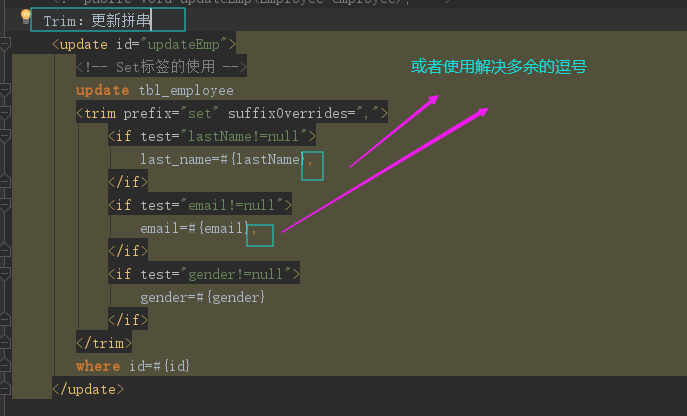 Trim：更新拼串
<update id="updateEmp">
<!-- Set标签的使用 -->
或者使用解决多余的逗号
update tbl_employee
<trim prefix="set" suffixOverrides=",">
<if test="lastName!=null">
last_name=#{lastName},
</if>
<if test="email!=null">
email=#{email},
</if>
<if test="gender!=null">
gender=#{gender}
</if>
</trim>
where id=#{id}
</update>